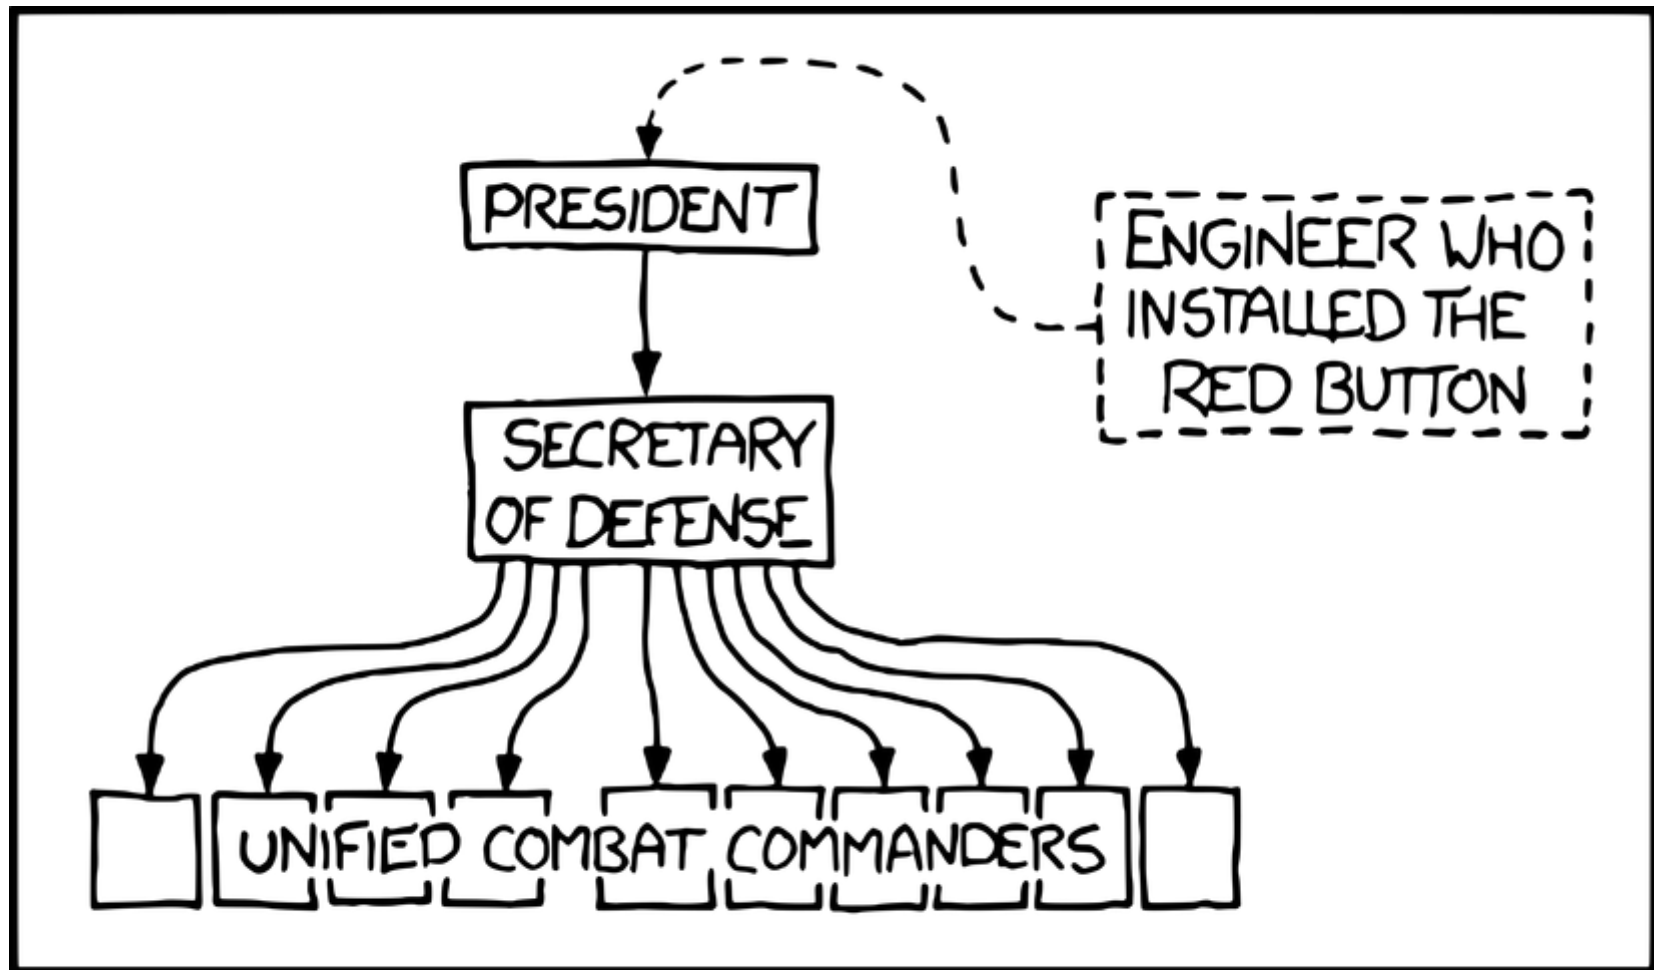 PRESIDENT
ENGINEER WHO
INSTALLED THE
RED BUTTON
SECRETARY
OF DEFENSE
UNIFIED COMBAT COMMANDERS